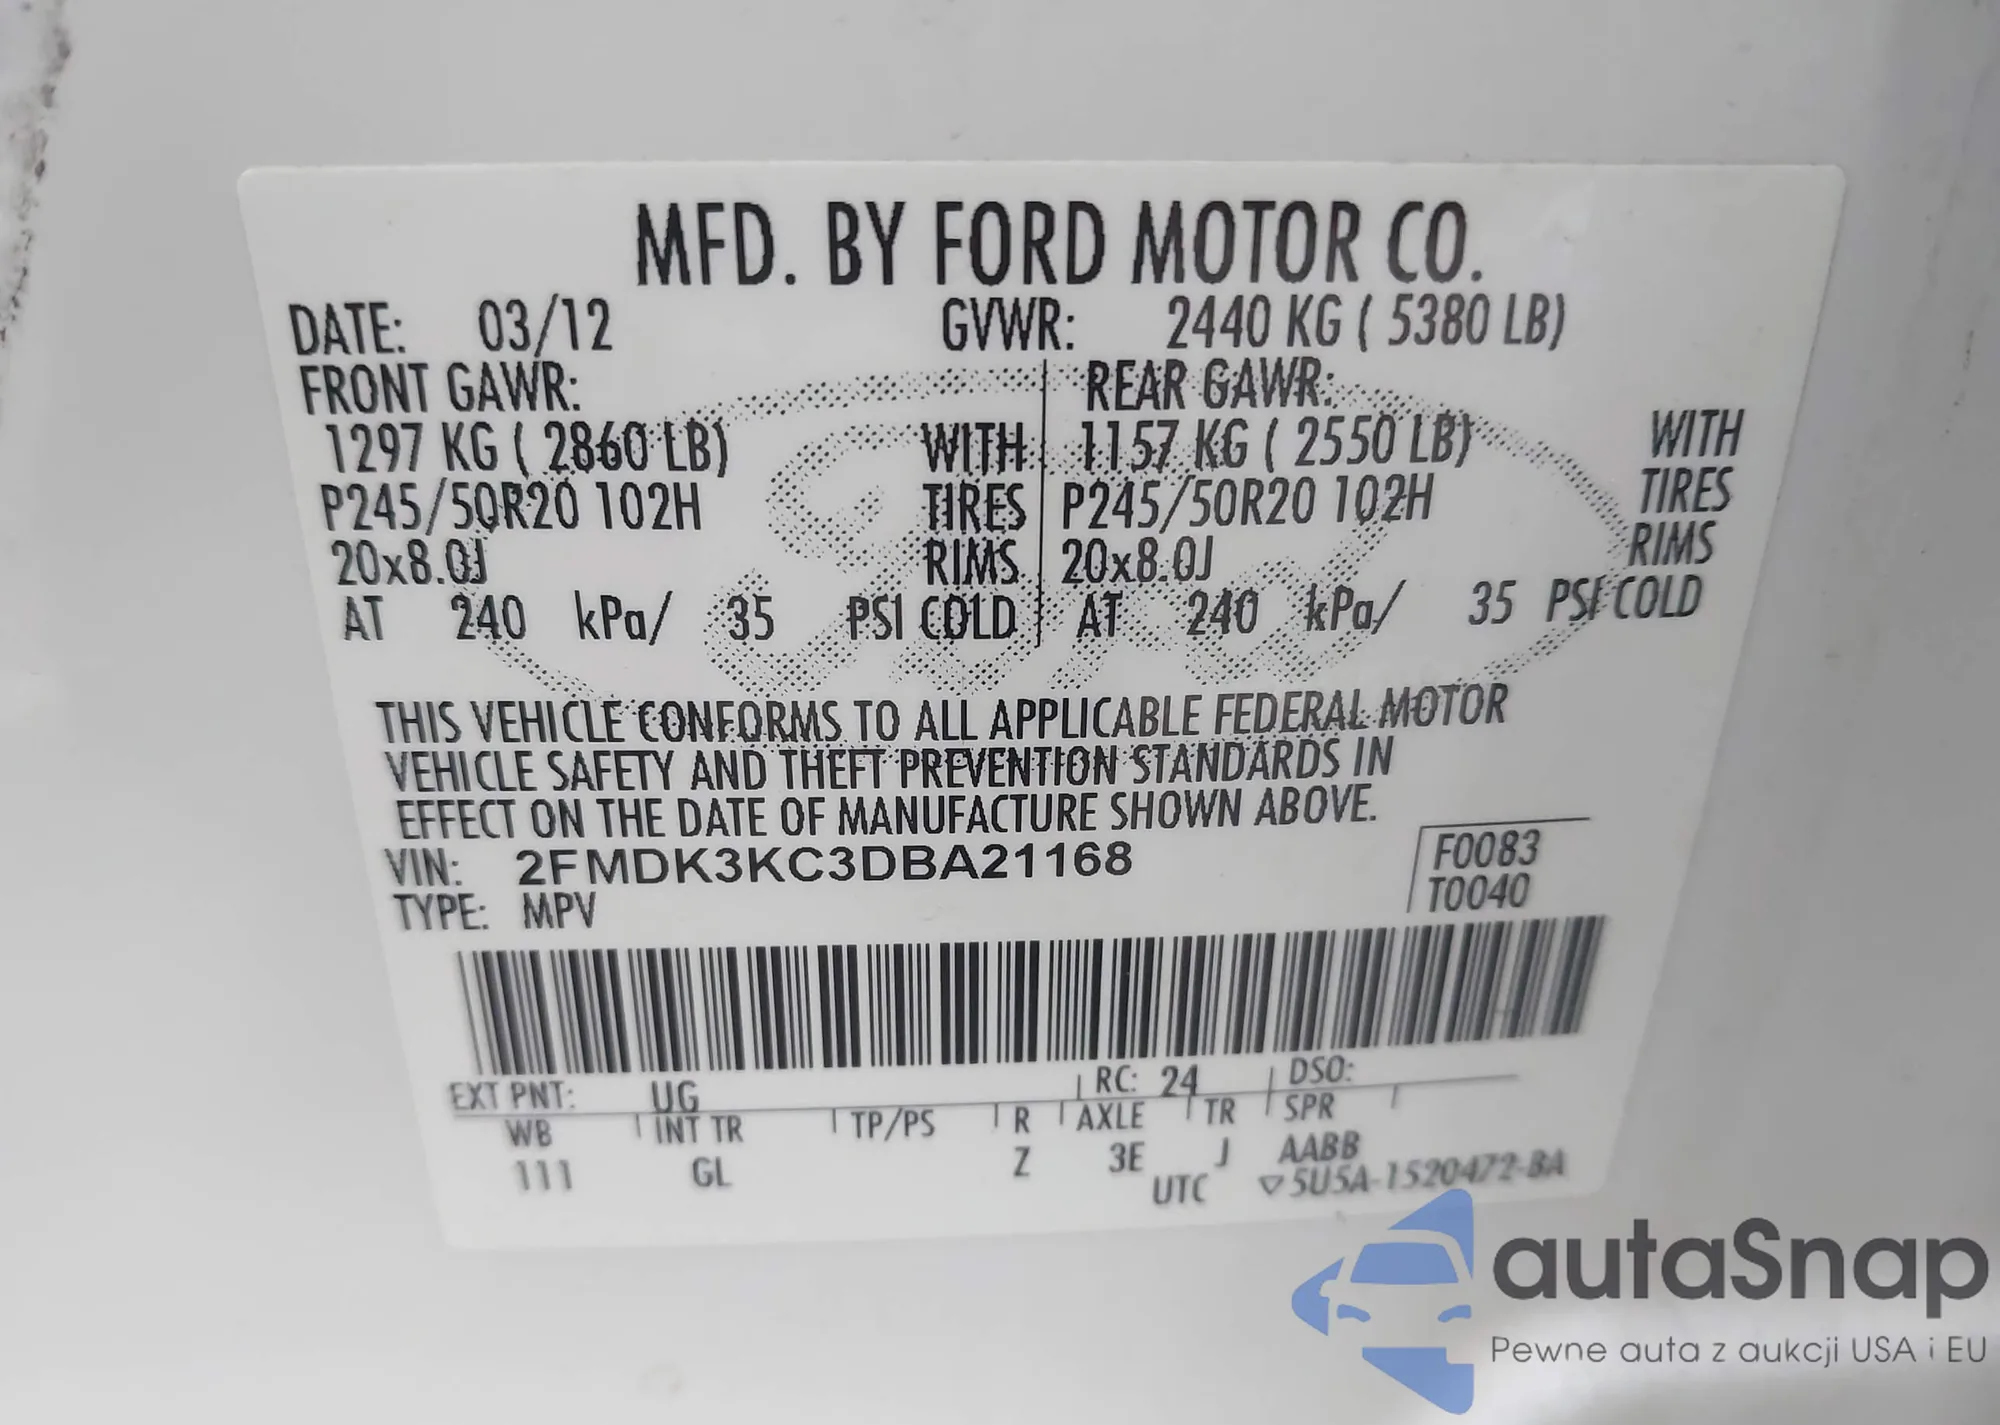 MFD. BY FORD MOTOR CO.
DATE: 03/12 GVWR: 2440 KG ( 5380 LB)
FRONT GAWR: REAR GAWR:
1297 KG ( 2860 LB) WITH 1157 KG ( 2550 LB) WITH
P245/50R20 102H TIRES P245/50R20 102H TIRES
20x8.0J RIMS 20x8.0J RIMS
AT 240 kPa/ 35 PSI COLD AT 240 kPa/ 35 PSI COLD
THIS VEHICLE CONFORMS TO ALL APPLICABLE FEDERAL MOTOR
VEHICLE SAFETY AND THEFT PREVENTION STANDARDS IN
EFFECT ON THE DATE OF MANUFACTURE SHOWN ABOVE.
VIN: 2FMDK3KC3DBA21168 F0083
TYPE: MPV T0040
EXT PNT: UG RC: 24 DSO:
WB INT TR TP/PS R AXLE TR SPR
111 GL Z 3E J AABB
UTC ▽5U5A-1520472-BA
autaSnap
Pewne auta z aukcji USA i EU